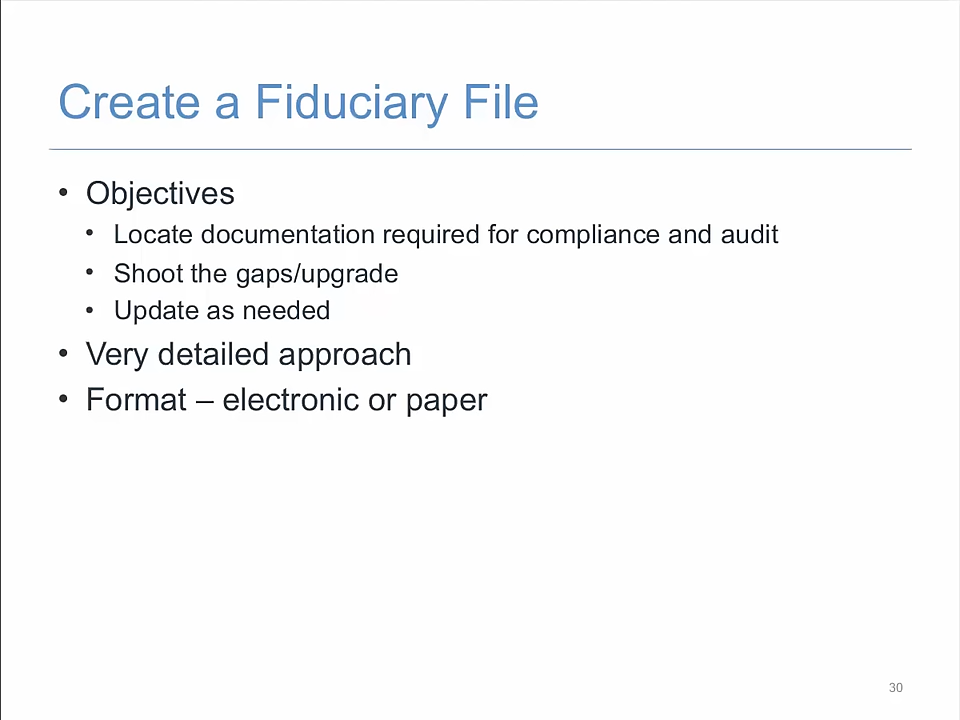 Create a Fiduciary File
• Objectives
• Locate documentation required for compliance and audit
• Shoot the gaps/upgrade
• Update as needed
• Very detailed approach
• Format – electronic or paper
30